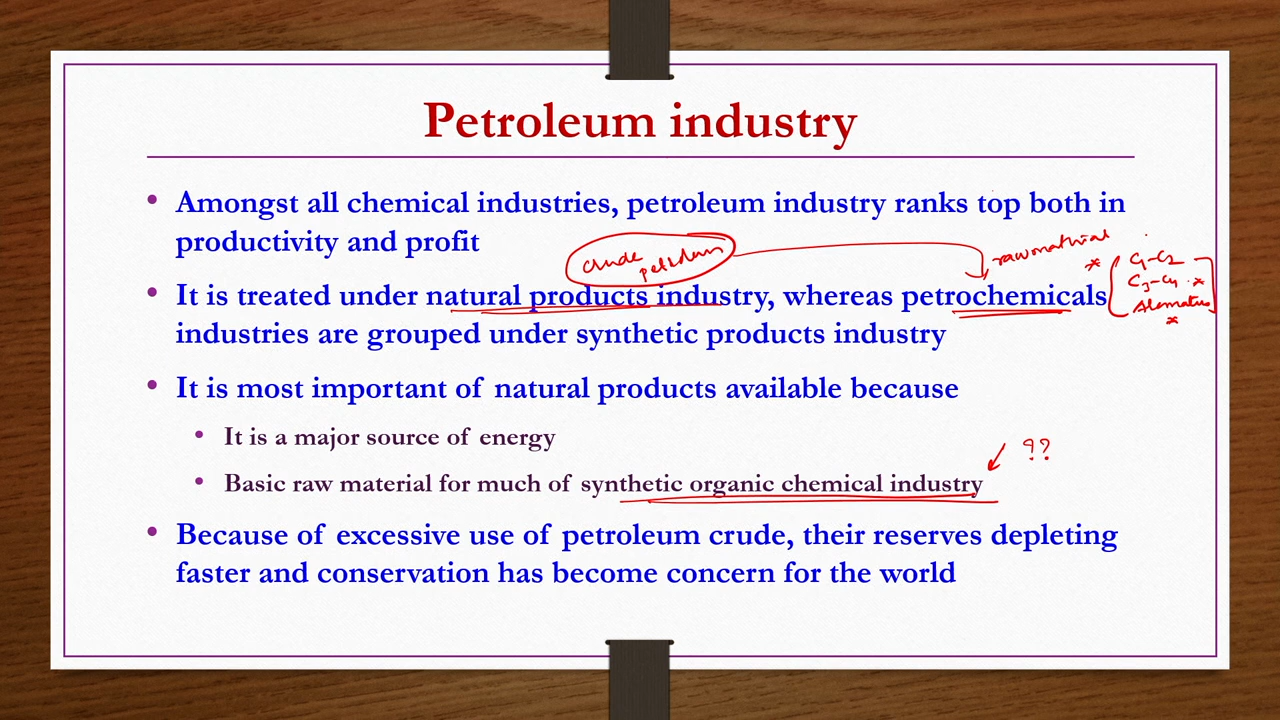 Petroleum industry
• Amongst all chemical industries, petroleum industry ranks top both in
productivity and profit
crude
petroleum
raw material
• It is treated under natural products industry, whereas petrochemicals
C1-C2
C3-C4 *
Aromatics
*
*
industries are grouped under synthetic products industry
• It is most important of natural products available because
• It is a major source of energy
??
• Basic raw material for much of synthetic organic chemical industry
• Because of excessive use of petroleum crude, their reserves depleting
faster and conservation has become concern for the world